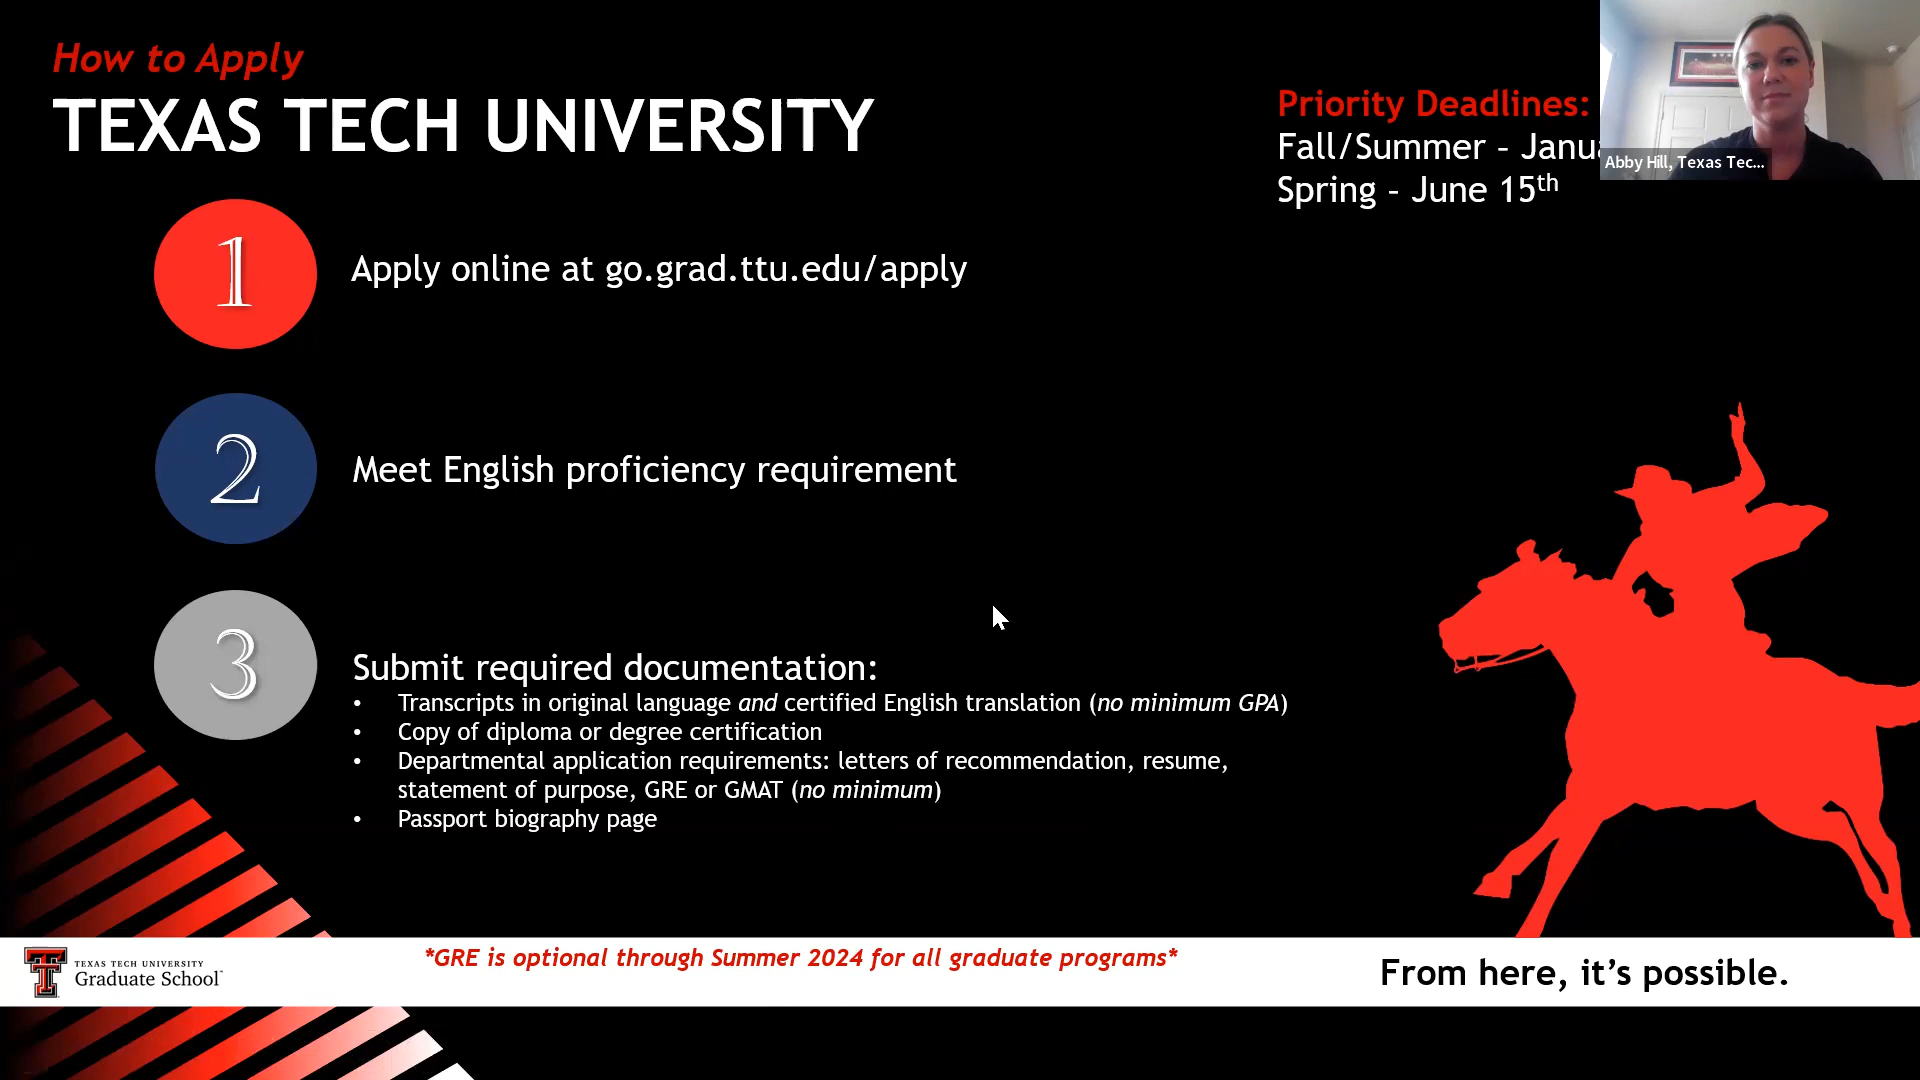 How to Apply
TEXAS TECH UNIVERSITY
Priority Deadlines:
Fall/Summer – Janu
Spring – June 15th
Abby Hill, Texas Tec...
1
Apply online at go.grad.ttu.edu/apply
2
Meet English proficiency requirement
3
Submit required documentation:
• Transcripts in original language and certified English translation (no minimum GPA)
• Copy of diploma or degree certification
• Departmental application requirements: letters of recommendation, resume,
statement of purpose, GRE or GMAT (no minimum)
• Passport biography page
*GRE is optional through Summer 2024 for all graduate programs*
TEXAS TECH UNIVERSITY
Graduate School™
From here, it’s possible.